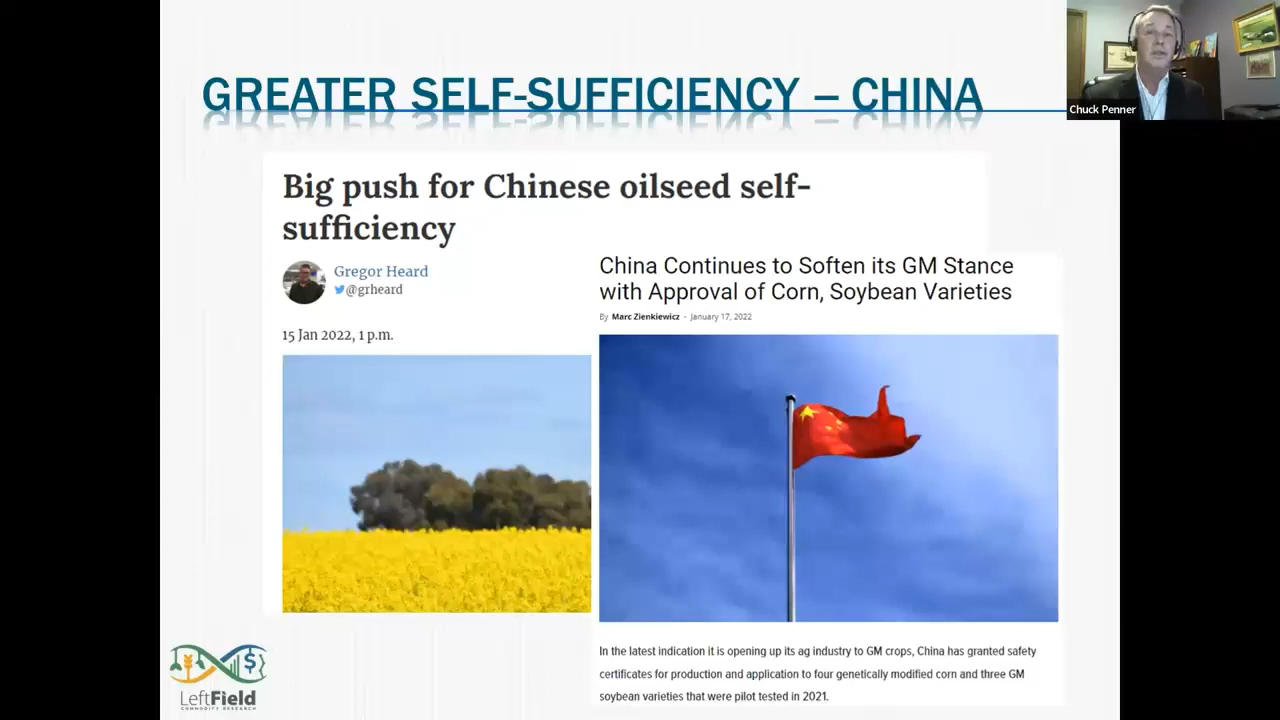 GREATER SELF-SUFFICIENCY – CHINA
Chuck Penner
Big push for Chinese oilseed self-
sufficiency
Gregor Heard
@grheard
15 Jan 2022, 1 p.m.
China Continues to Soften its GM Stance
with Approval of Corn, Soybean Varieties
By Marc Zienkiewicz - January 17, 2022
In the latest indication it is opening up its ag industry to GM crops, China has granted safety
certificates for production and application to four genetically modified corn and three GM
soybean varieties that were pilot tested in 2021.
LeftField
COMMODITY RESEARCH